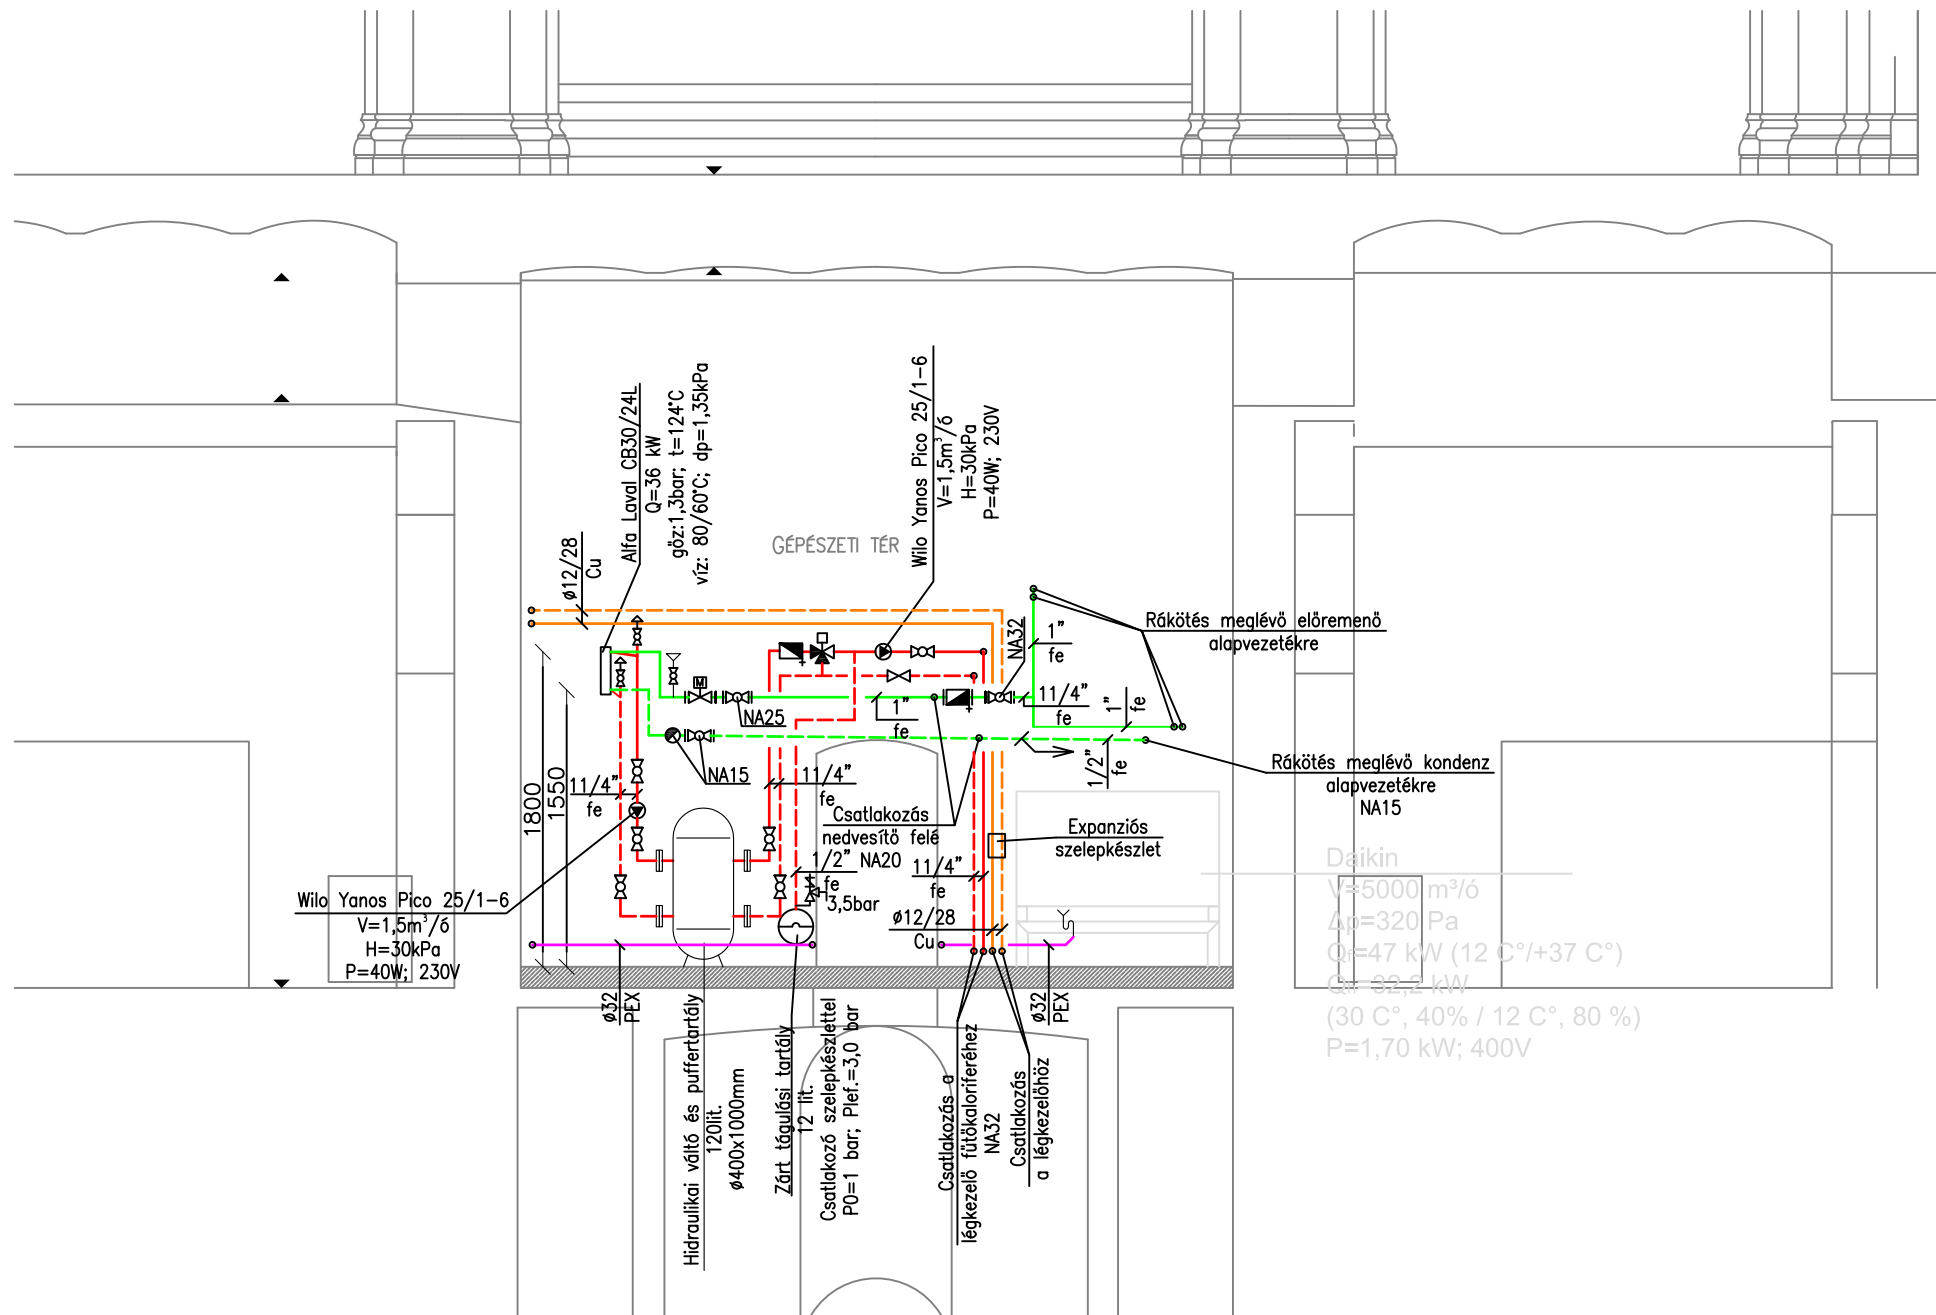 Alfa Laval CB30/24L
Q=36 kW
gőz:1,3bar; t=124°C
víz: 80/60°C; dp=1,35kPa
Wilo Yanos Pico 25/1-6
V=1,5m³/ó
H=30kPa
P=40W; 230V
GÉPÉSZETI TÉR
ø12/28
Cu
NA32
1"
fe
Rákötés meglévő előremenő
alapvezetékre
11/4"
fe
1"
fe
1"
fe
NA25
NA15
1/2"
fe
Rákötés meglévő kondenz
alapvezetékre
NA15
1800
1550
11/4"
fe
11/4"
fe
Csatlakozás
nedvesítő felé
NA20
Expanziós
szelepkészlet
1/2"
fe
3,5bar
11/4"
fe
ø12/28
Cu
Wilo Yanos Pico 25/1-6
V=1,5m³/ó
H=30kPa
P=40W; 230V
Daikin
V=5000 m³/ó
Δp=320 Pa
=47 kW (12 C°/+37 C°)
=32,2 kW
(30 C°, 40% / 12 C°, 80 %)
P=1,70 kW; 400V
ø32
PEX
ø32
PEX
Hidraulikai váltó és puffertartály
120lit.
ø400x1000mm
Zárt tágulási tartály
12 lit.
Csatlakozó szelepkészlettel
P0=1 bar; Plef.=3,0 bar
Csatlakozás a
légkezelő fűtőkaloriferéhez
NA32
Csatlakozás
a légkezelőhöz